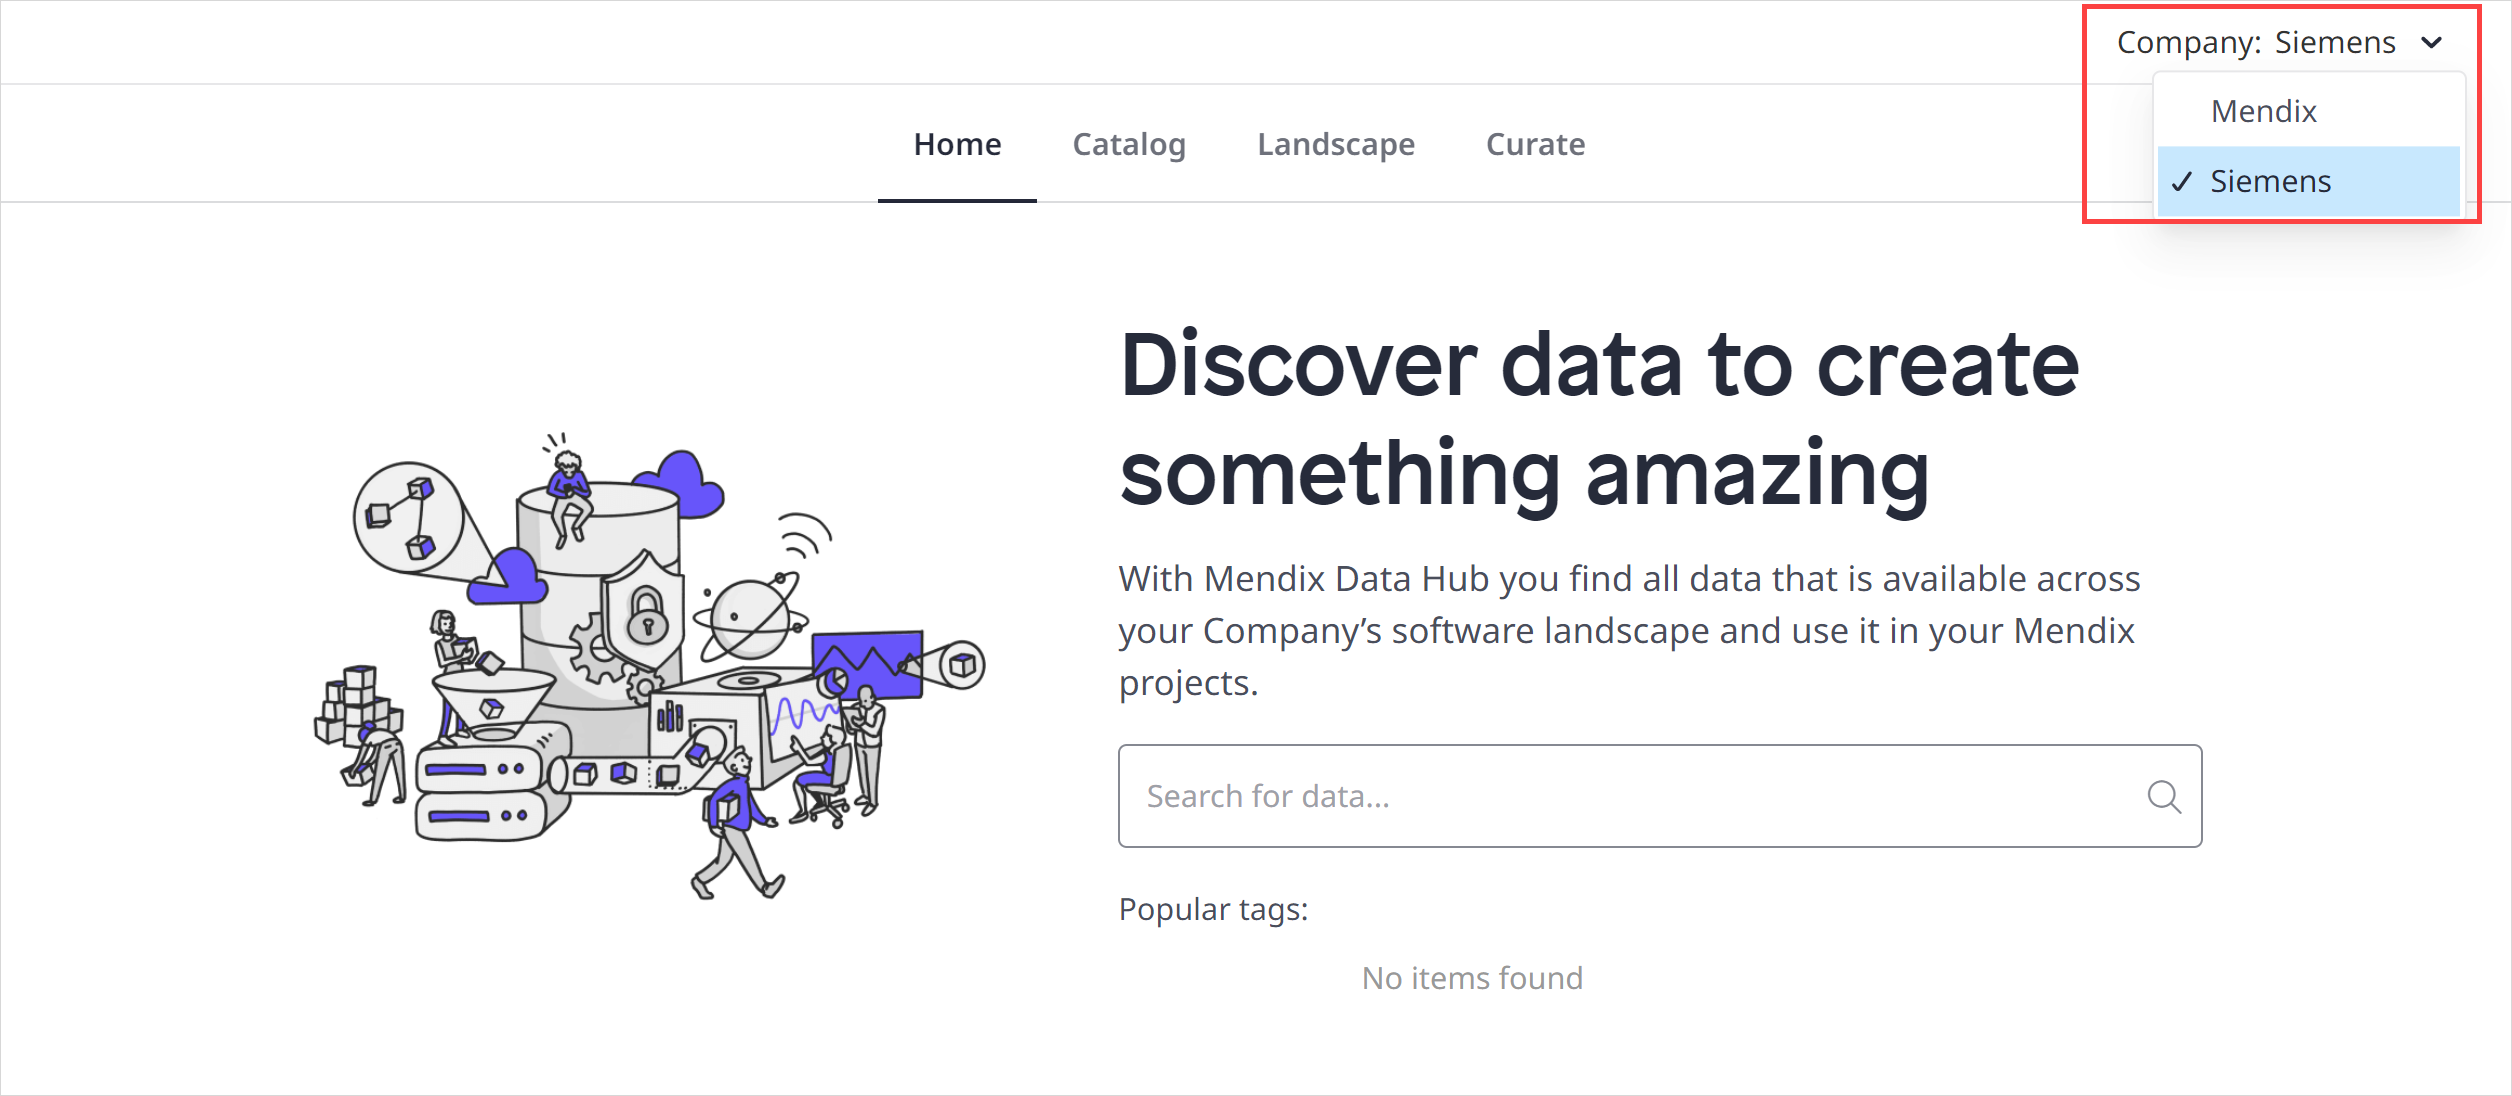 Company: Siemens
Mendix
Siemens
Home Catalog Landscape Curate
Discover data to create
something amazing
With Mendix Data Hub you find all data that is available across
your Company’s software landscape and use it in your Mendix
projects.
Search for data...
Popular tags:
No items found